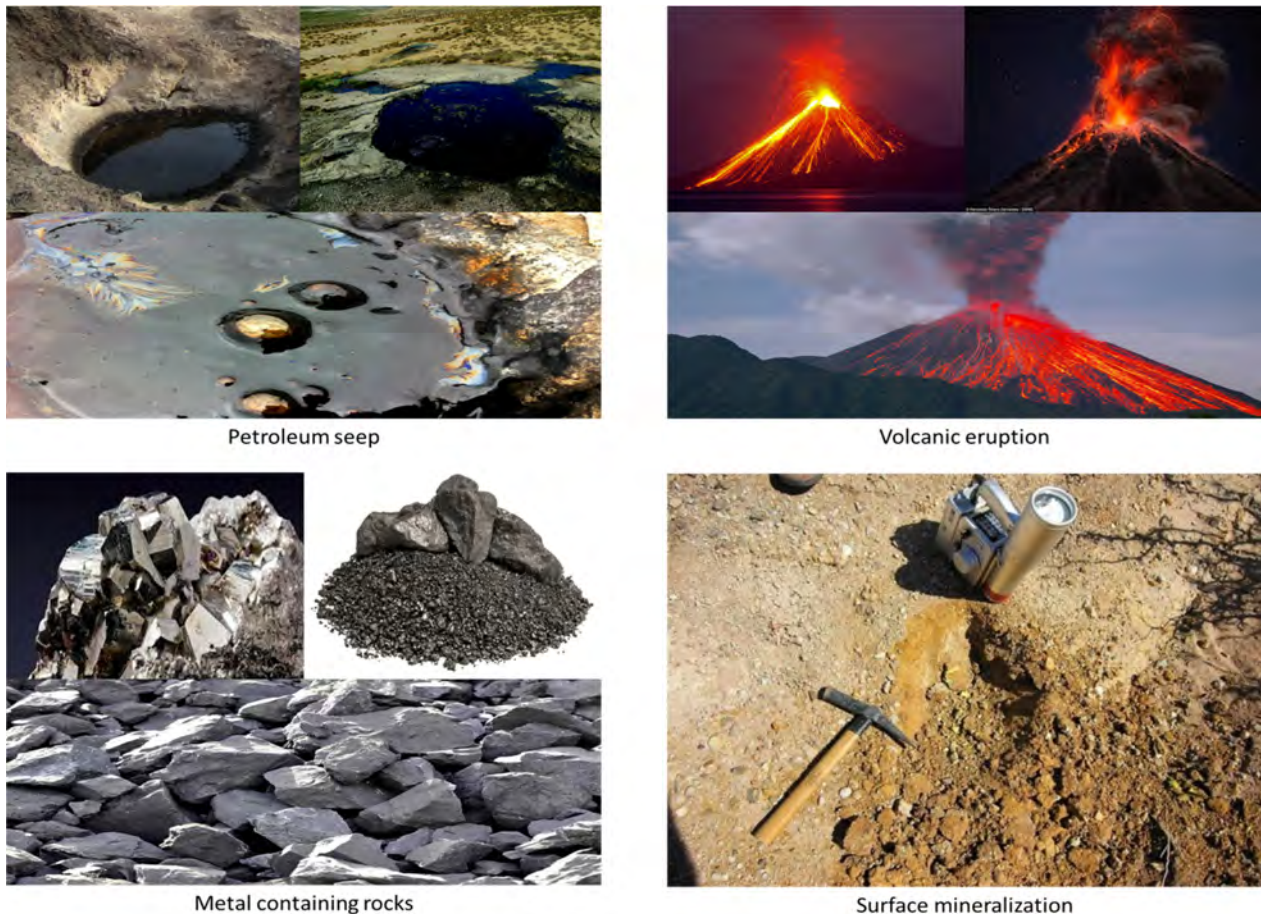 Petroleum seep
Volcanic eruption
Metal containing rocks
Surface mineralization